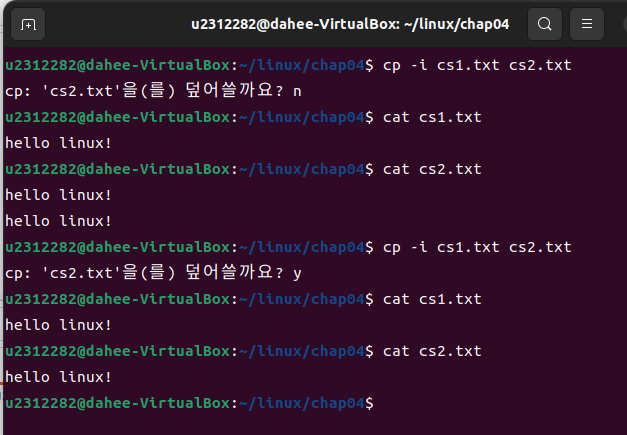 u2312282@dahee-VirtualBox: ~/linux/chap04
u2312282@dahee-VirtualBox:~/linux/chap04$ cp -i cs1.txt cs2.txt
cp: 'cs2.txt'을(를) 덮어쓸까요? n
u2312282@dahee-VirtualBox:~/linux/chap04$ cat cs1.txt
hello linux!
u2312282@dahee-VirtualBox:~/linux/chap04$ cat cs2.txt
hello linux!
hello linux!
u2312282@dahee-VirtualBox:~/linux/chap04$ cp -i cs1.txt cs2.txt
cp: 'cs2.txt'을(를) 덮어쓸까요? y
u2312282@dahee-VirtualBox:~/linux/chap04$ cat cs1.txt
hello linux!
u2312282@dahee-VirtualBox:~/linux/chap04$ cat cs2.txt
hello linux!
u2312282@dahee-VirtualBox:~/linux/chap04$